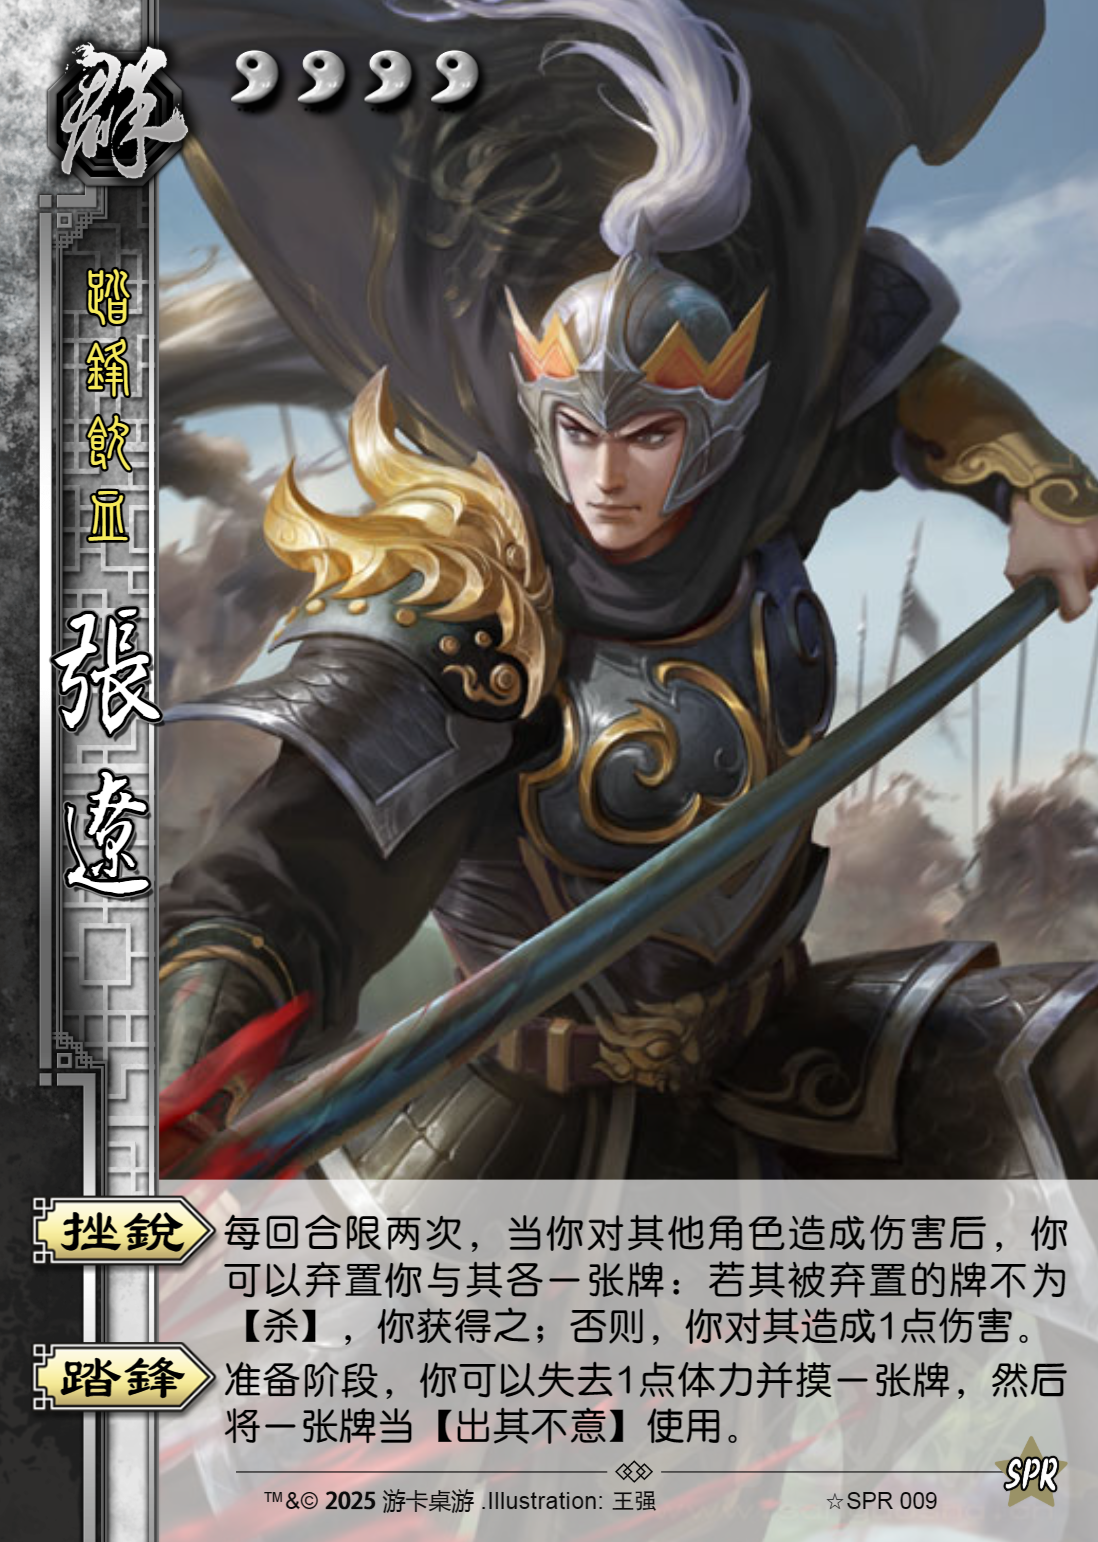 群
踏鋒飲血
張遼
挫銳
每回合限两次，当你对其他角色造成伤害后，你
可以弃置你与其各一张牌：若其被弃置的牌不为
【杀】，你获得之；否则，你对其造成1点伤害。
踏鋒
准备阶段，你可以失去1点体力并摸一张牌，然后
将一张牌当【出其不意】使用。
™&© 2025 游卡桌游 .Illustration: 王强
☆SPR 009
SPR